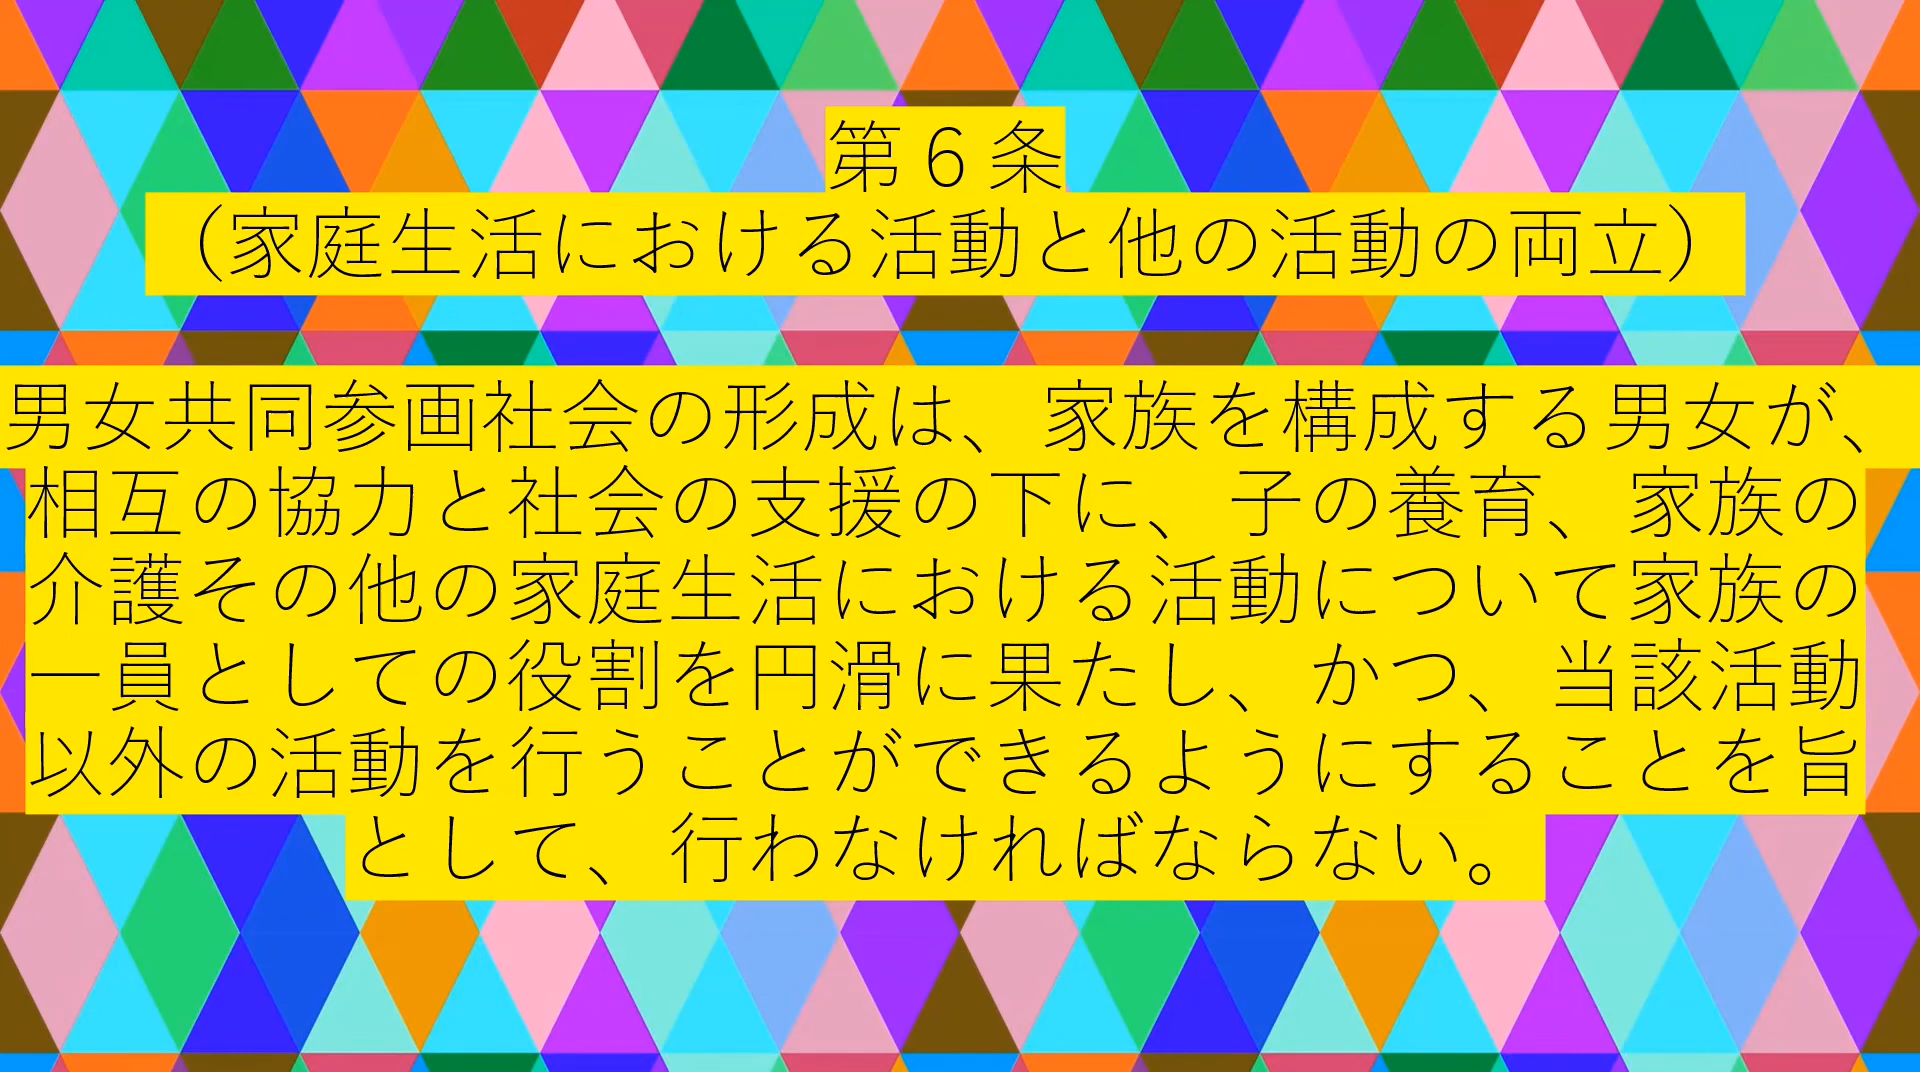 第6条
（家庭生活における活動と他の活動の両立）
男女共同参画社会の形成は、家族を構成する男女が、
相互の協力と社会の支援の下に、子の養育、家族の
介護その他の家庭生活における活動について家族の
一員としての役割を円滑に果たし、かつ、当該活動
以外の活動を行うことができるようにすることを旨
として、行わなければならない。